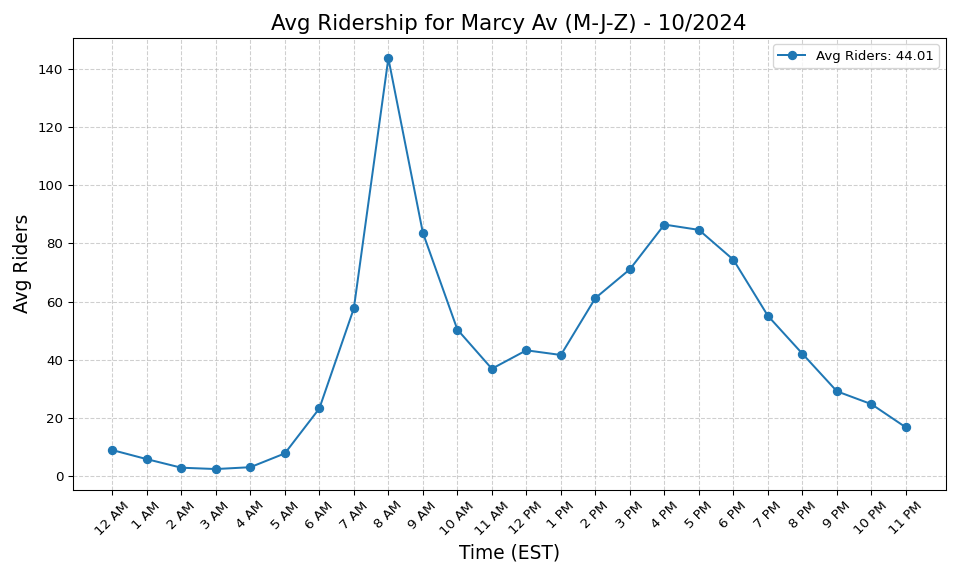 Avg Ridership for Marcy Av (M-J-Z) - 10/2024
Avg Riders: 44.01
Avg Riders
140
120
100
80
60
40
20
0
12 AM
1 AM
2 AM
3 AM
4 AM
5 AM
6 AM
7 AM
8 AM
9 AM
10 AM
11 AM
12 PM
1 PM
2 PM
3 PM
4 PM
5 PM
6 PM
7 PM
8 PM
9 PM
10 PM
11 PM
Time (EST)